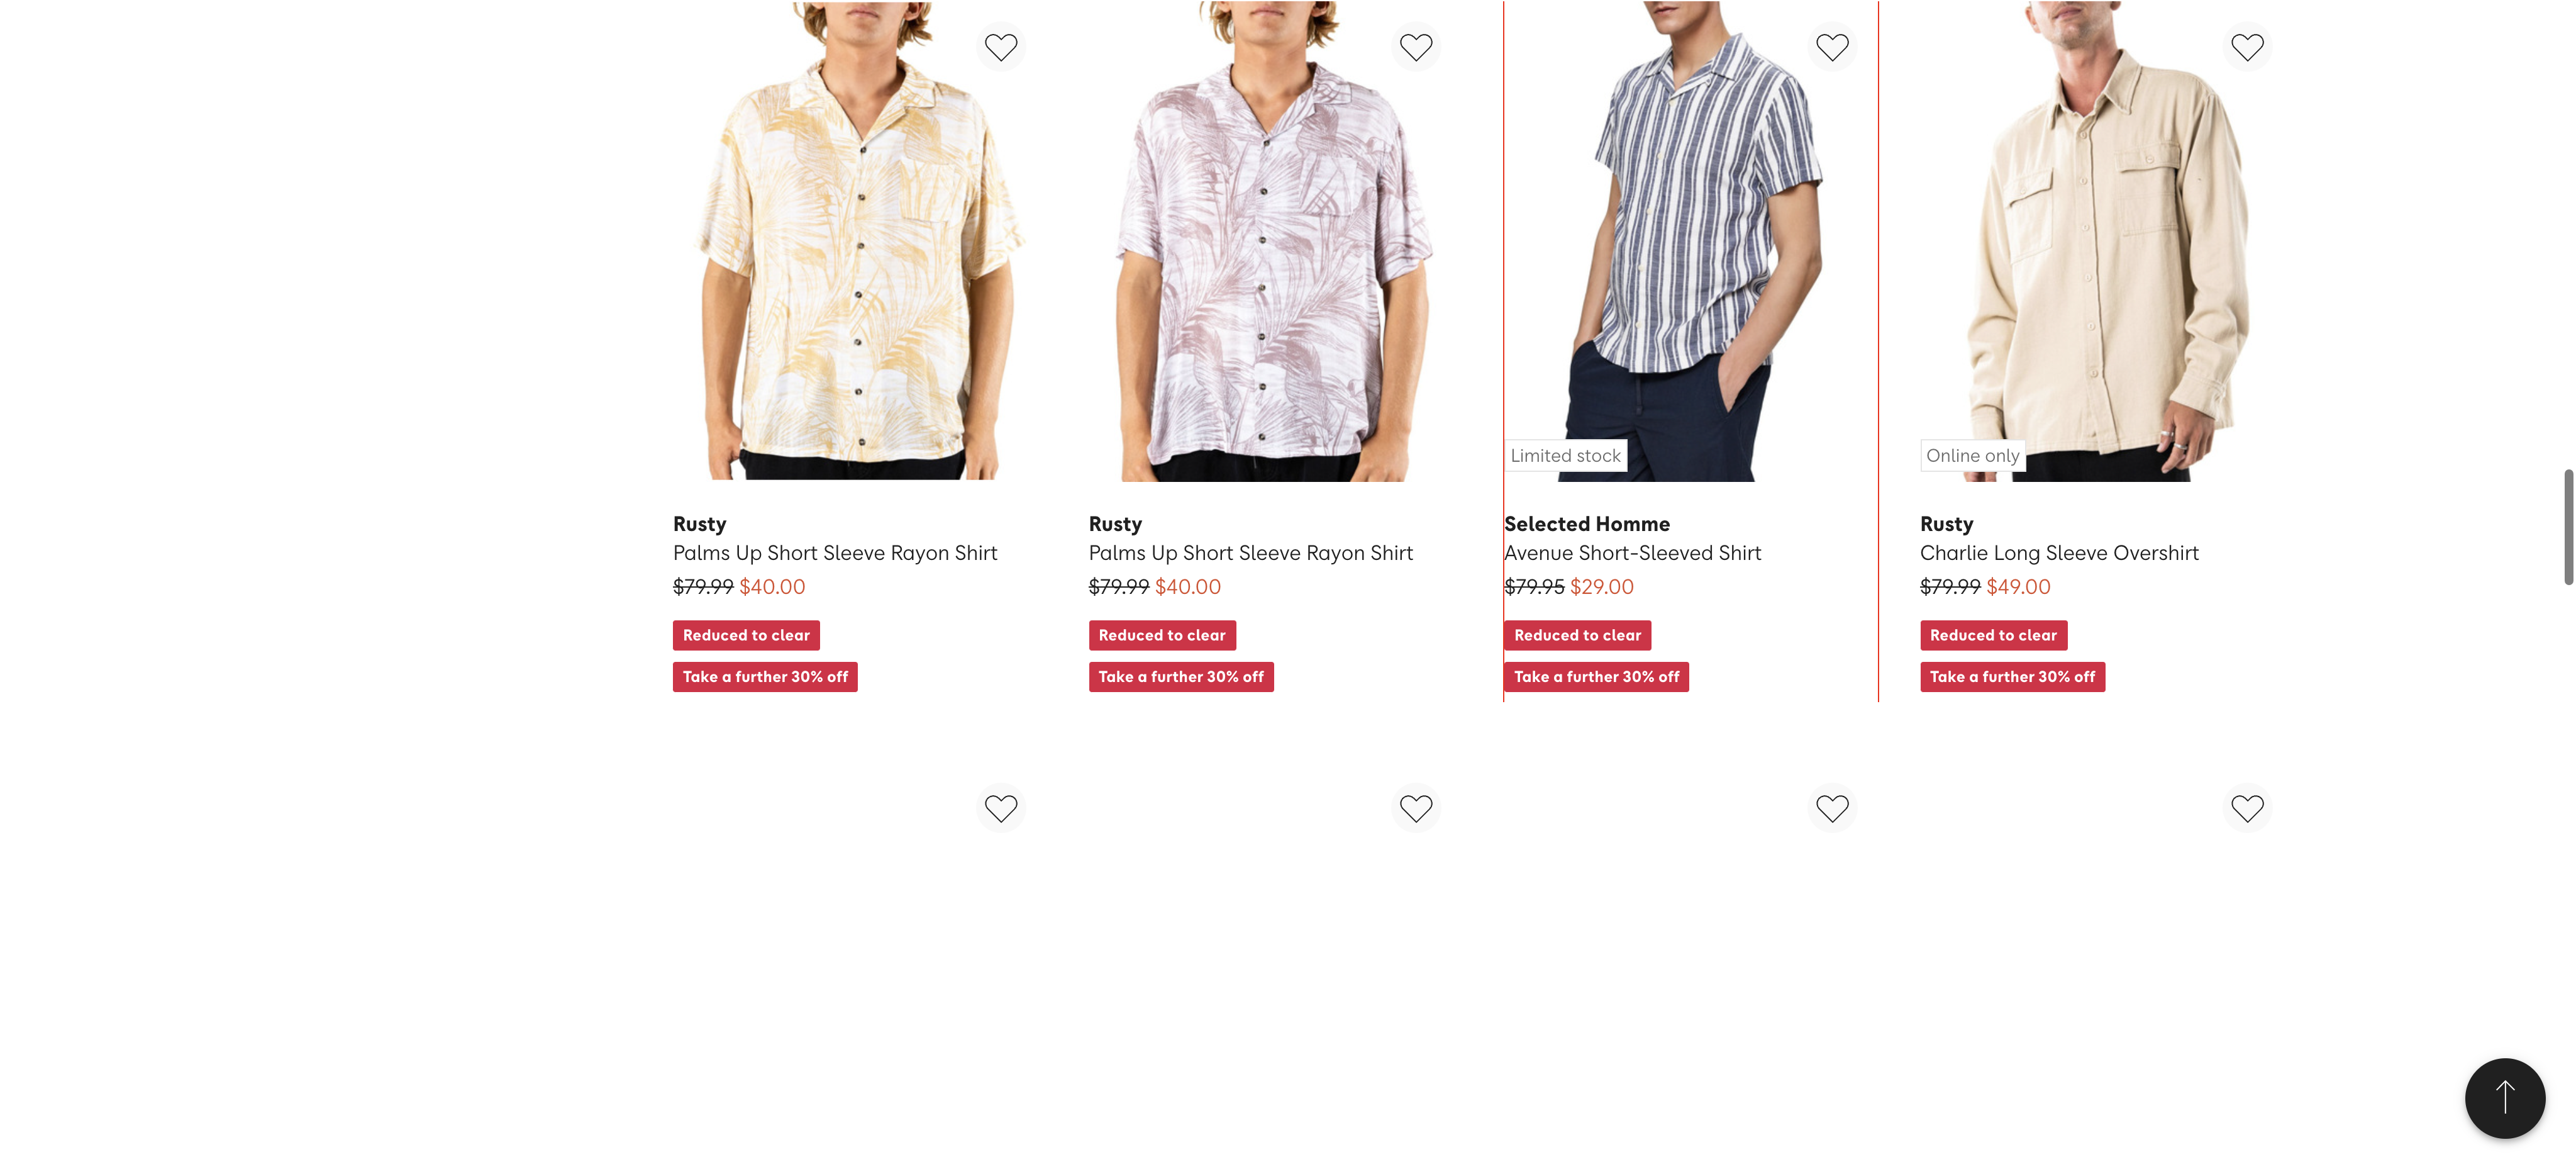 Limited stock
Online only
Rusty
Palms Up Short Sleeve Rayon Shirt
$79.99 $40.00
Reduced to clear
Take a further 30% off
Rusty
Palms Up Short Sleeve Rayon Shirt
$79.99 $40.00
Reduced to clear
Take a further 30% off
Selected Homme
Avenue Short-Sleeved Shirt
$79.95 $29.00
Reduced to clear
Take a further 30% off
Rusty
Charlie Long Sleeve Overshirt
$79.99 $49.00
Reduced to clear
Take a further 30% off